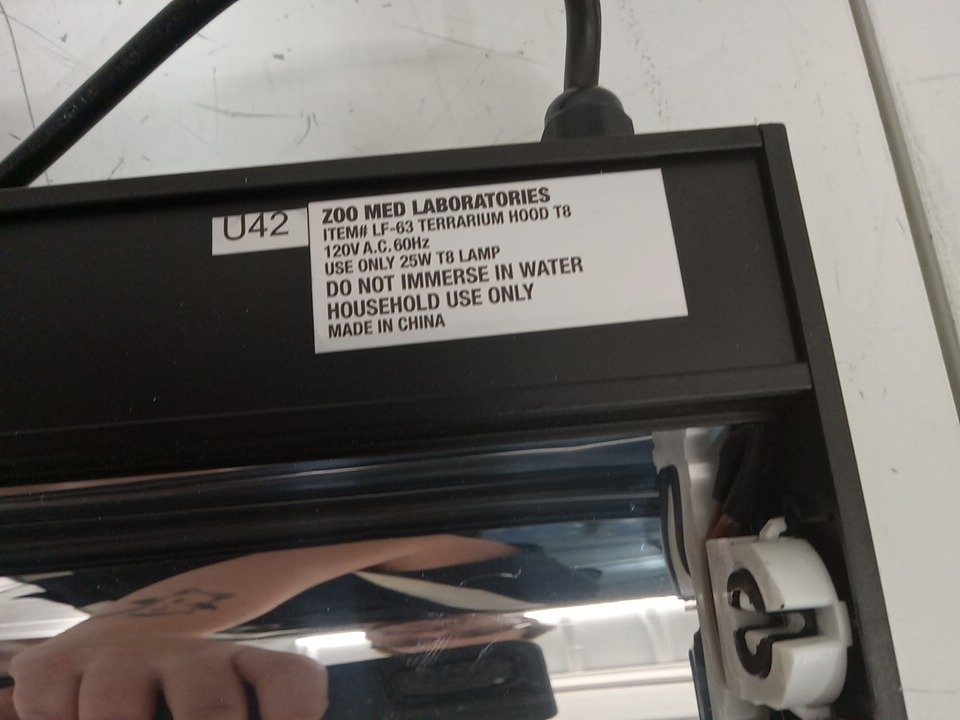 U42
ZOO MED LABORATORIES
ITEM# LF-63 TERRARIUM HOOD T8
120V A.C. 60Hz
USE ONLY 25W T8 LAMP
DO NOT IMMERSE IN WATER
HOUSEHOLD USE ONLY
MADE IN CHINA